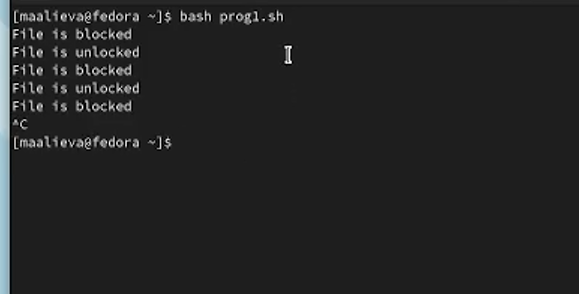 [maalieva@fedora ~]$ bash prog1.sh
File is blocked
File is unlocked
File is blocked
File is unlocked
File is blocked
^C
[maalieva@fedora ~]$